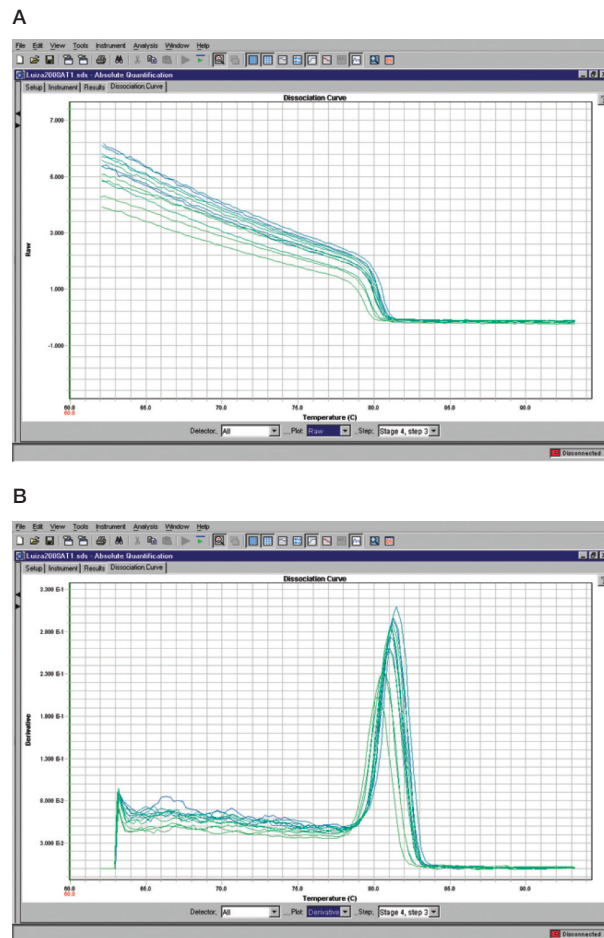 A
File Edit View Tools Instrument Analysis Window Help
Luiza200GAT1.sds - Absolute Quantification
Setup Instrument Results Dissociation Curve
Dissociation Curve
7.000
5.000
3.000
1.000
-1.000
Raw
60.0 65.0 70.0 75.0 80.0 85.0 90.0
60.0
Temperature (C)
Detector: All Plot: Raw Step: Stage 4, step 3
Disconnected
B
File Edit View Tools Instrument Analysis Window Help
Luiza200GAT1.sds - Absolute Quantification
Setup Instrument Results Dissociation Curve
Dissociation Curve
3.300 E-1
2.800 E-1
2.300 E-1
1.800 E-1
1.300 E-1
8.000 E-2
3.000 E-2
Derivative
60.0 65.0 70.0 75.0 80.0 85.0 90.0
60.0
Temperature (C)
Detector: All Plot: Derivative Step: Stage 4, step 3
Disconnected